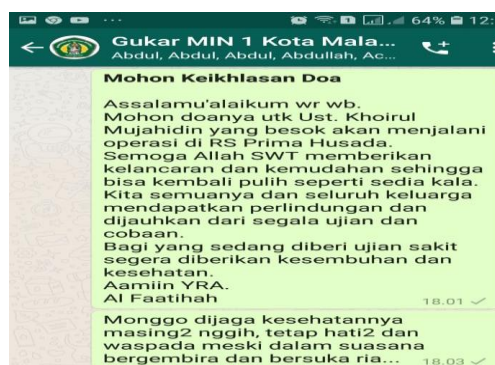 64% 12:
Gukar MIN 1 Kota Mala...
Abdul, Abdul, Abdul, Abdullah, Ac...
Mohon Keikhlasan Doa
Assalamu'alaikum wr wb.
Mohon doanya utk Ust. Khoirul
Mujahidin yang besok akan menjalani
operasi di RS Prima Husada.
Semoga Allah SWT memberikan
kelancaran dan kemudahan sehingga
bisa kembali pulih seperti sedia kala.
Kita semuanya dan seluruh keluarga
mendapatkan perlindungan dan
dijauhkan dari segala ujian dan
cobaan.
Bagi yang sedang diberi ujian sakit
segera diberikan kesembuhan dan
kesehatan.
Aamiin YRA.
Al Faatihah
18.01
Monggo dijaga kesehatannya
masing2 nggih, tetap hati2 dan
waspada meski dalam suasana
bergembira dan bersuka ria... 18.03